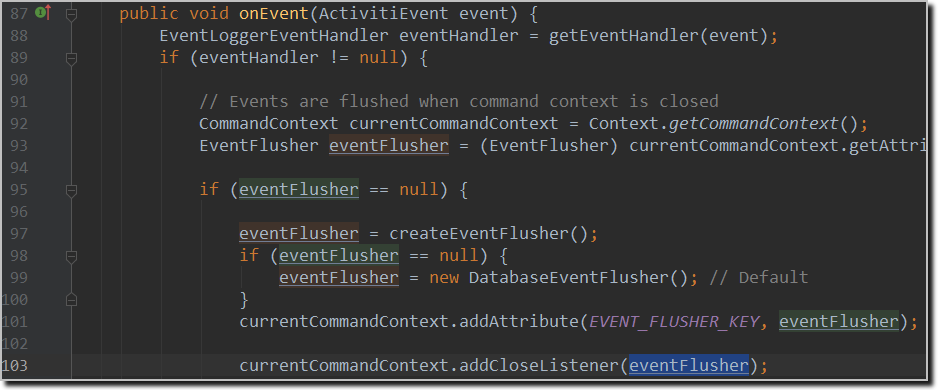 87 public void onEvent(ActivitiEvent event) {
88 EventLoggerEventHandler eventHandler = getEventHandler(event);
89 if (eventHandler != null) {
90
91 // Events are flushed when command context is closed
92 CommandContext currentCommandContext = Context.getCommandContext();
93 EventFlusher eventFlusher = (EventFlusher) currentCommandContext.getAttri
94
95 if (eventFlusher == null) {
96
97 eventFlusher = createEventFlusher();
98 if (eventFlusher == null) {
99 eventFlusher = new DatabaseEventFlusher(); // Default
100 }
101 currentCommandContext.addAttribute(EVENT_FLUSHER_KEY, eventFlusher);
102
103 currentCommandContext.addCloseListener(eventFlusher);